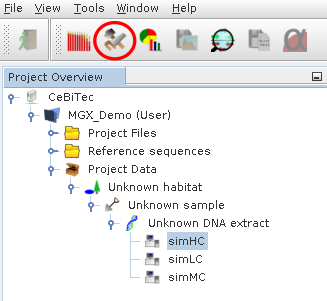 View Tools Window Help
Project Overview
CeBiTec
MGX_Demo (User)
Project Files
Reference sequences
Project Data
Unknown habitat
Unknown sample
Unknown DNA extract
simHC
simLC
simMC